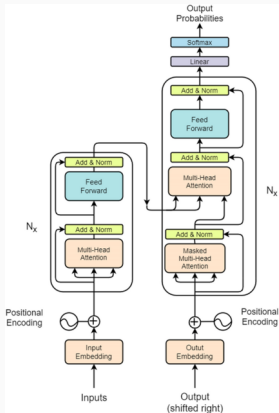 Output
Probabilities
Softmax
Linear
Add & Norm
Feed
Forward
Add & Norm
Multi-Head
Attention
Nx
Add & Norm
Masked
Multi-Head
Attention
Add & Norm
Feed
Forward
Nx
Add & Norm
Multi-Head
Attention
Positional
Encoding
Positional
Encoding
Input
Embedding
Outut
Embedding
Inputs
Output
(shifted right)